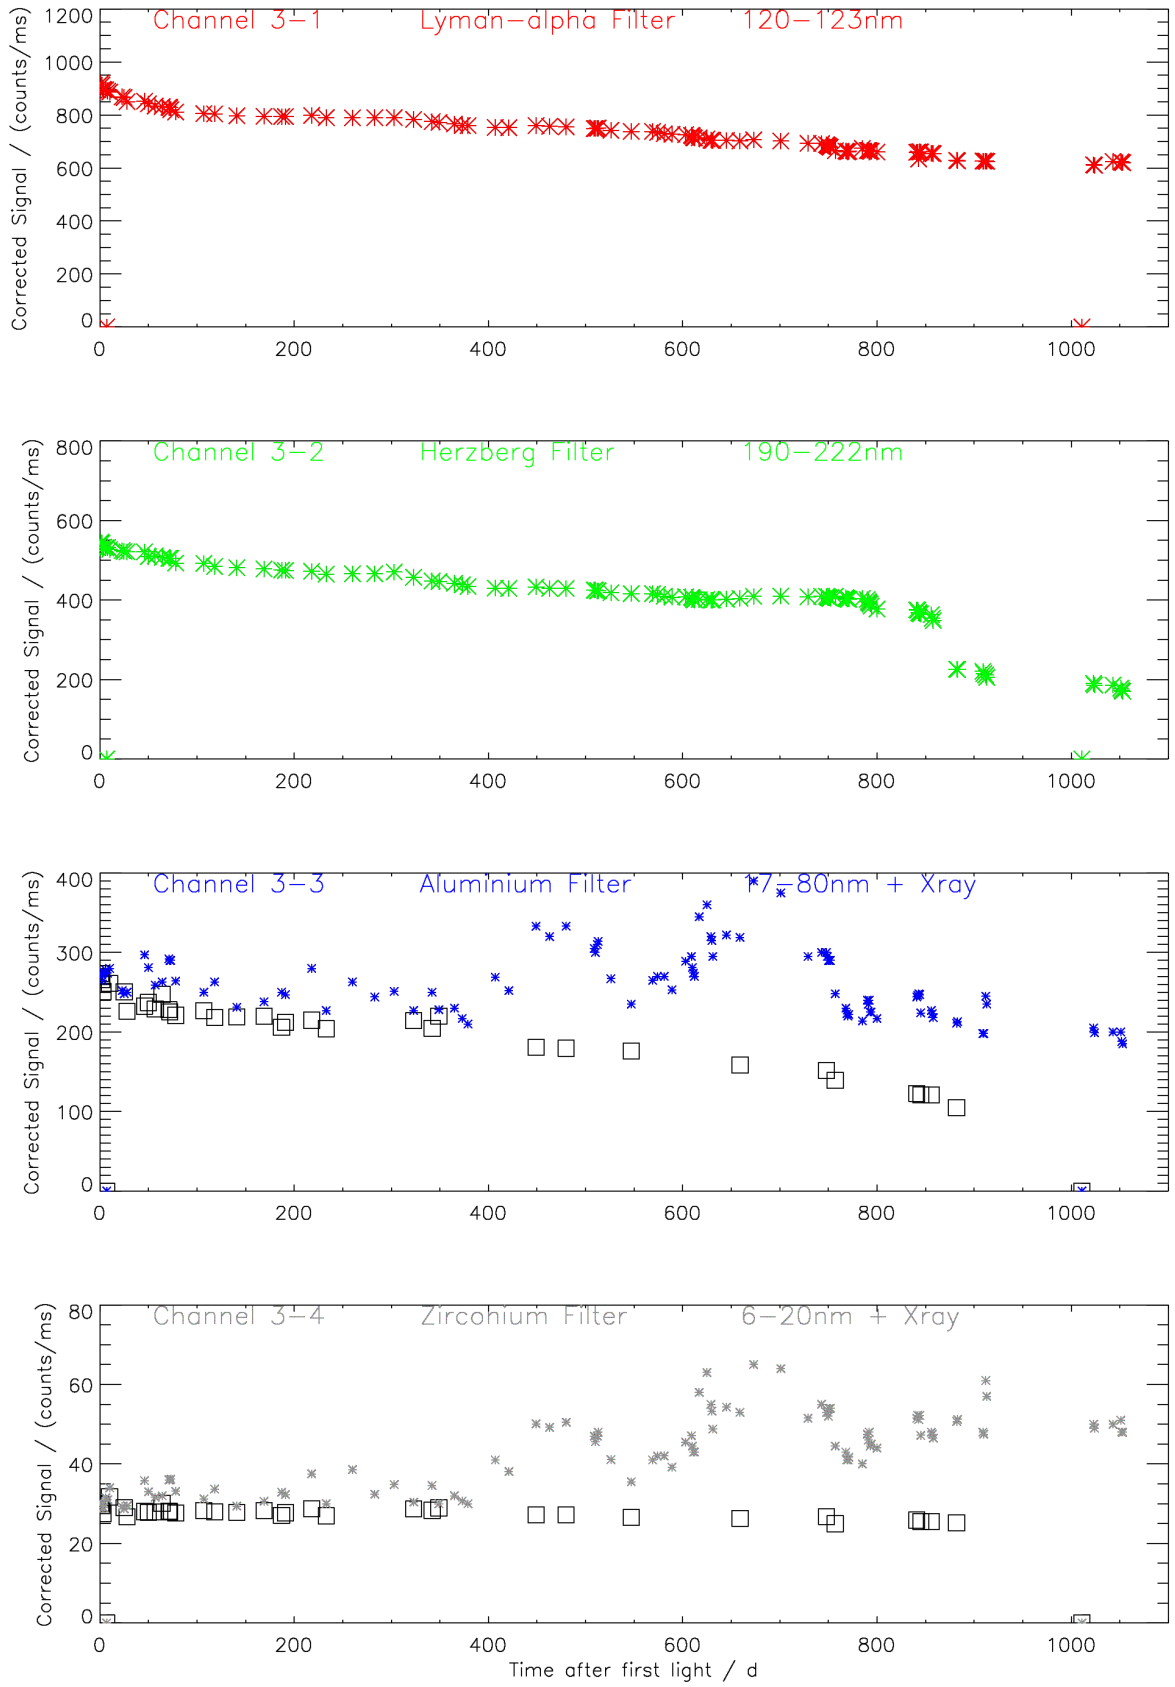 Channel 3-1 Lyman-alpha Filter 120-123nm
Corrected Signal / (counts/ms)
1200
1000
800
600
400
200
0
0 200 400 600 800 1000
Channel 3-2 Herzberg Filter 190-222nm
Corrected Signal / (counts/ms)
800
600
400
200
0
0 200 400 600 800 1000
Channel 3-3 Aluminium Filter 17-80nm + Xray
Corrected Signal / (counts/ms)
400
300
200
100
0
0 200 400 600 800 1000
Channel 3-4 Zirconium Filter 6-20nm + Xray
Corrected Signal / (counts/ms)
80
60
40
20
0
0 200 400 600 800 1000
Time after first light / d